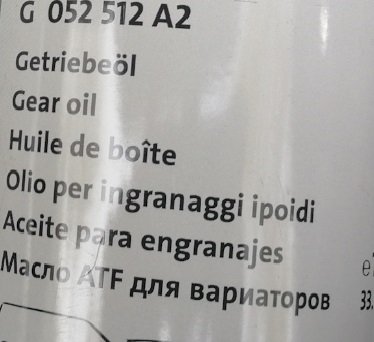 G 052 512 A2
Getriebeöl
Gear oil
Huile de boîte
Olio per ingranaggi ipoidi
Aceite para engranajes
Масло ATF для вариаторов
33.